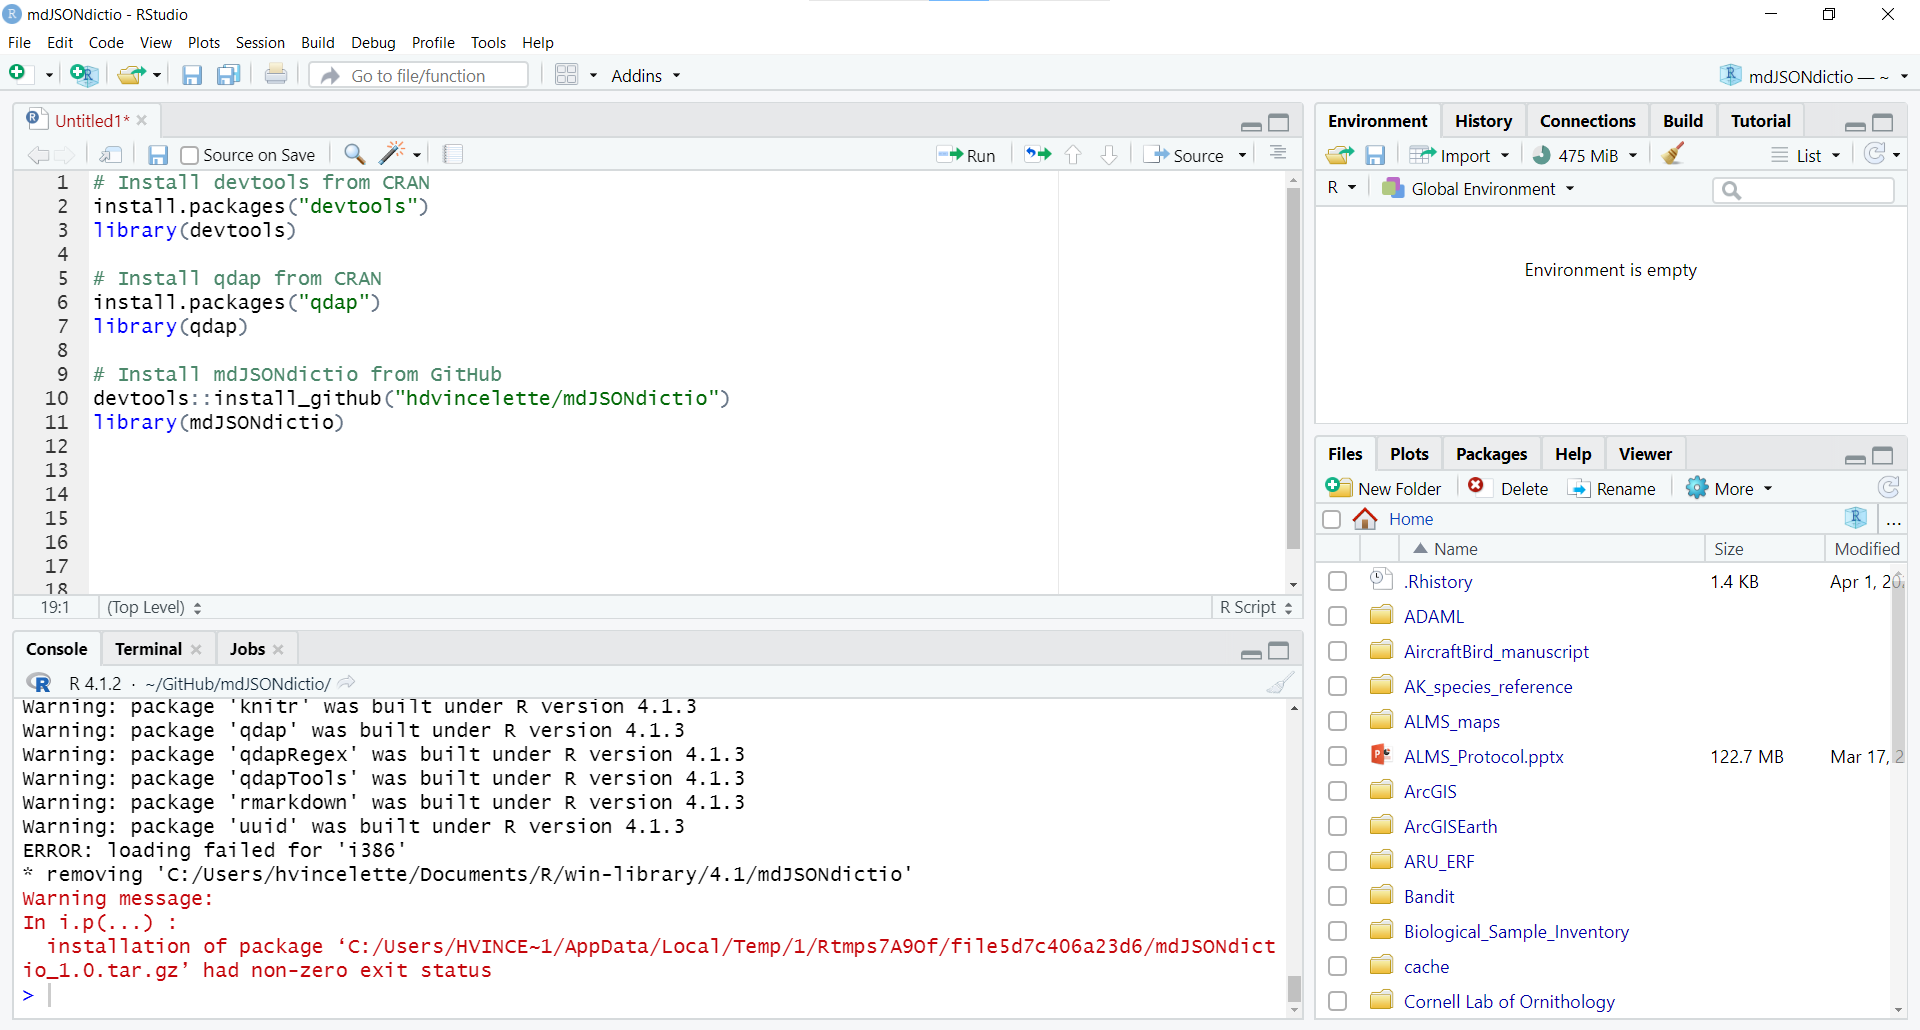 mdJSONdictio - RStudio
File Edit Code View Plots Session Build Debug Profile Tools Help
Go to file/function Addins mdJSONdictio — ~
Untitled1*
Source on Save Run Source
1 # Install devtools from CRAN
2 install.packages("devtools")
3 library(devtools)
4
5 # Install qdap from CRAN
6 install.packages("qdap")
7 library(qdap)
8
9 # Install mdJSONdictio from GitHub
10 devtools::install_github("hdvincelette/mdJSONdictio")
11 library(mdJSONdictio)
12
13
14
15
16
17
18
19:1 (Top Level) R Script
Console Terminal Jobs
R 4.1.2 · ~/GitHub/mdJSONdictio/
Warning: package 'knitr' was built under R version 4.1.3
Warning: package 'qdap' was built under R version 4.1.3
Warning: package 'qdapRegex' was built under R version 4.1.3
Warning: package 'qdapTools' was built under R version 4.1.3
Warning: package 'rmarkdown' was built under R version 4.1.3
Warning: package 'uuid' was built under R version 4.1.3
ERROR: loading failed for 'i386'
* removing 'C:/Users/hvincelette/Documents/R/win-library/4.1/mdJSONdictio'
Warning message:
In i.p(...) :
installation of package ‘C:/Users/HVINCE~1/AppData/Local/Temp/1/Rtmps7A9Of/file5d7c406a23d6/mdJSONdict
io_1.0.tar.gz’ had non-zero exit status
>
Environment History Connections Build Tutorial
Import 475 MiB List
R Global Environment
Environment is empty
Files Plots Packages Help Viewer
New Folder Delete Rename More
Home ...
Name Size Modified
.Rhistory 1.4 KB Apr 1, 20
ADAML
AircraftBird_manuscript
AK_species_reference
ALMS_maps
ALMS_Protocol.pptx 122.7 MB Mar 17, 2
ArcGIS
ArcGISEarth
ARU_ERF
Bandit
Biological_Sample_Inventory
cache
Cornell Lab of Ornithology